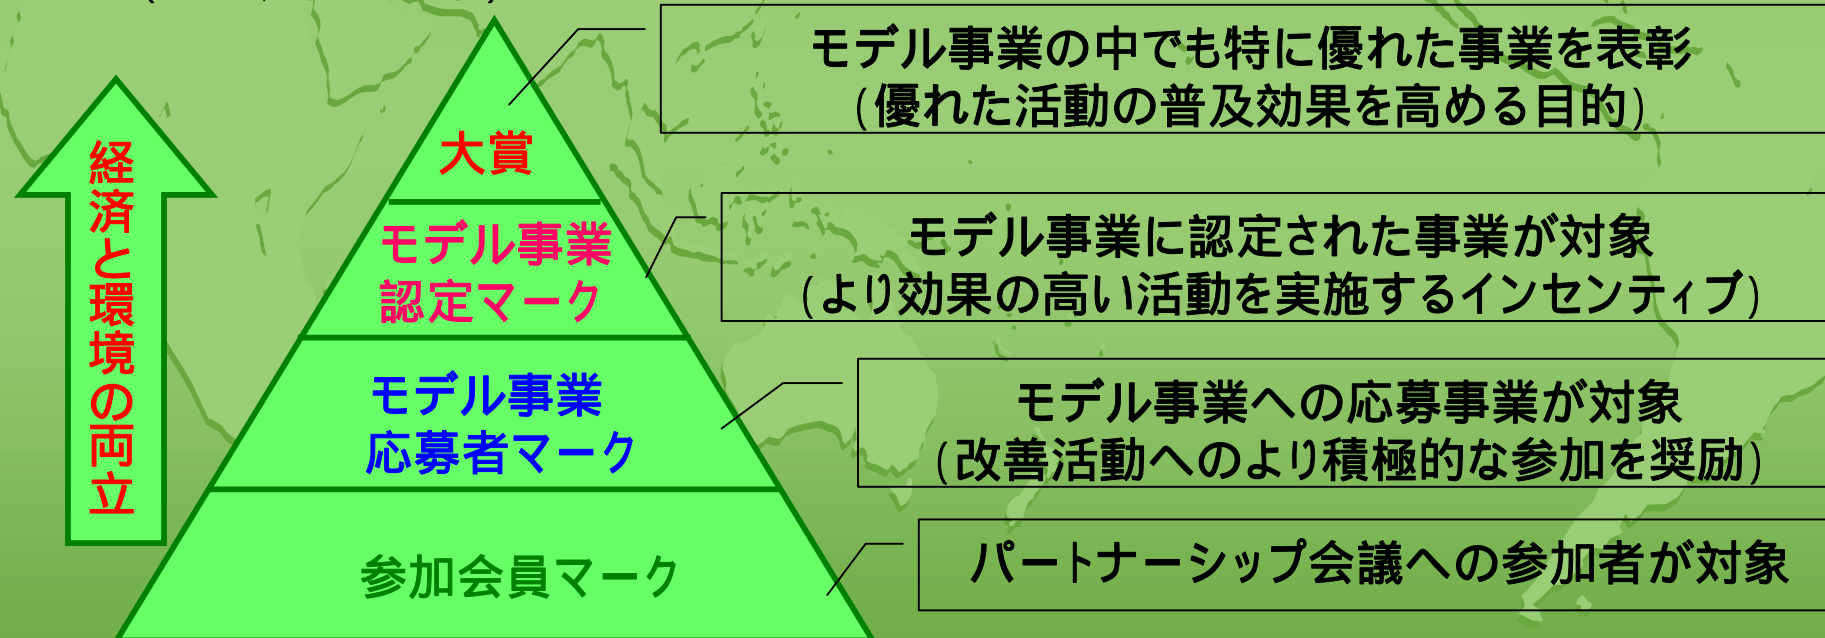 経済と環境の両立
大賞
モデル事業
認定マーク
モデル事業
応募者マーク
参加会員マーク
モデル事業の中でも特に優れた事業を表彰
(優れた活動の普及効果を高める目的)
モデル事業に認定された事業が対象
(より効果の高い活動を実施するインセンティブ)
モデル事業への応募事業が対象
(改善活動へのより積極的な参加を奨励)
パートナーシップ会議への参加者が対象